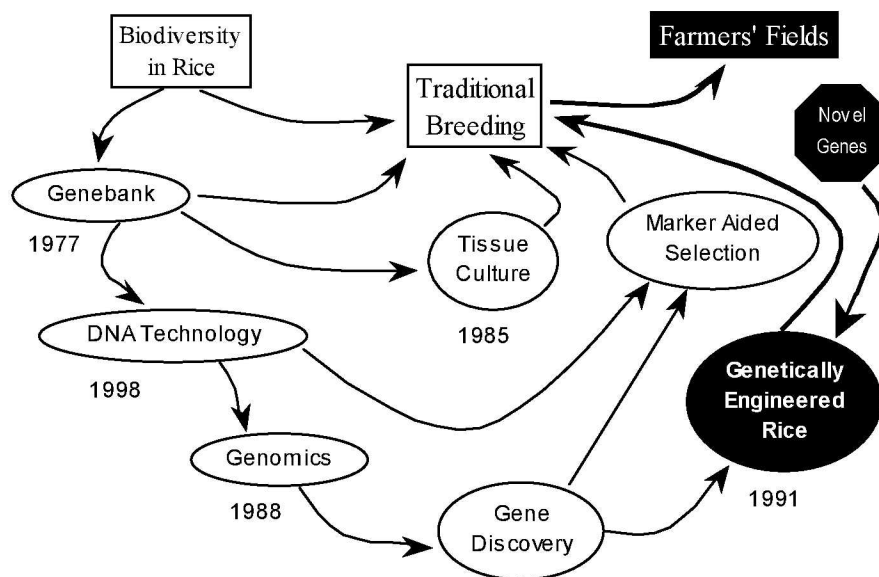 Biodiversity
in Rice
Farmers' Fields
Traditional
Breeding
Novel
Genes
Genebank
1977
Tissue
Culture
1985
Marker Aided
Selection
DNA Technology
1998
Genetically
Engineered
Rice
1991
Genomics
1988
Gene
Discovery